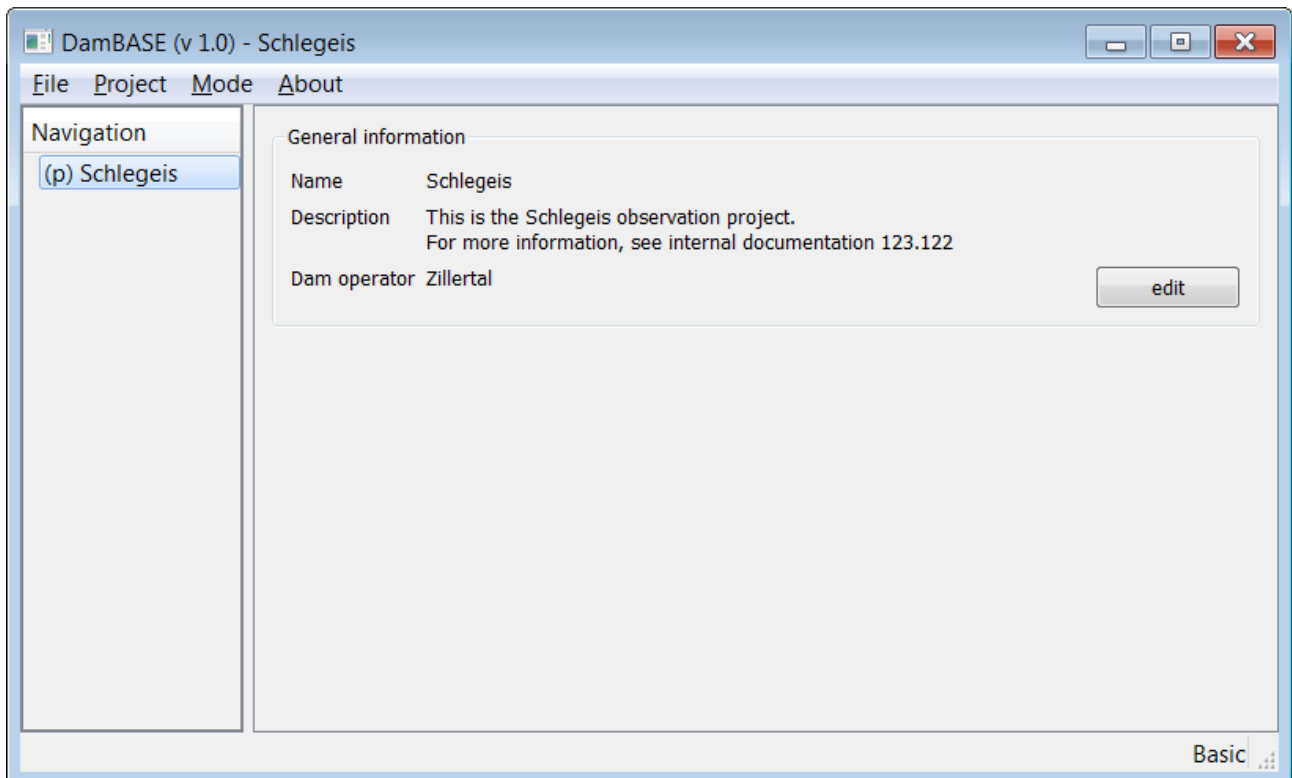 DamBASE (v 1.0) - Schlegeis
File Project Mode About
Navigation
(p) Schlegeis
General information
Name Schlegeis
Description This is the Schlegeis observation project.
For more information, see internal documentation 123.122
Dam operator Zillertal
edit
Basic